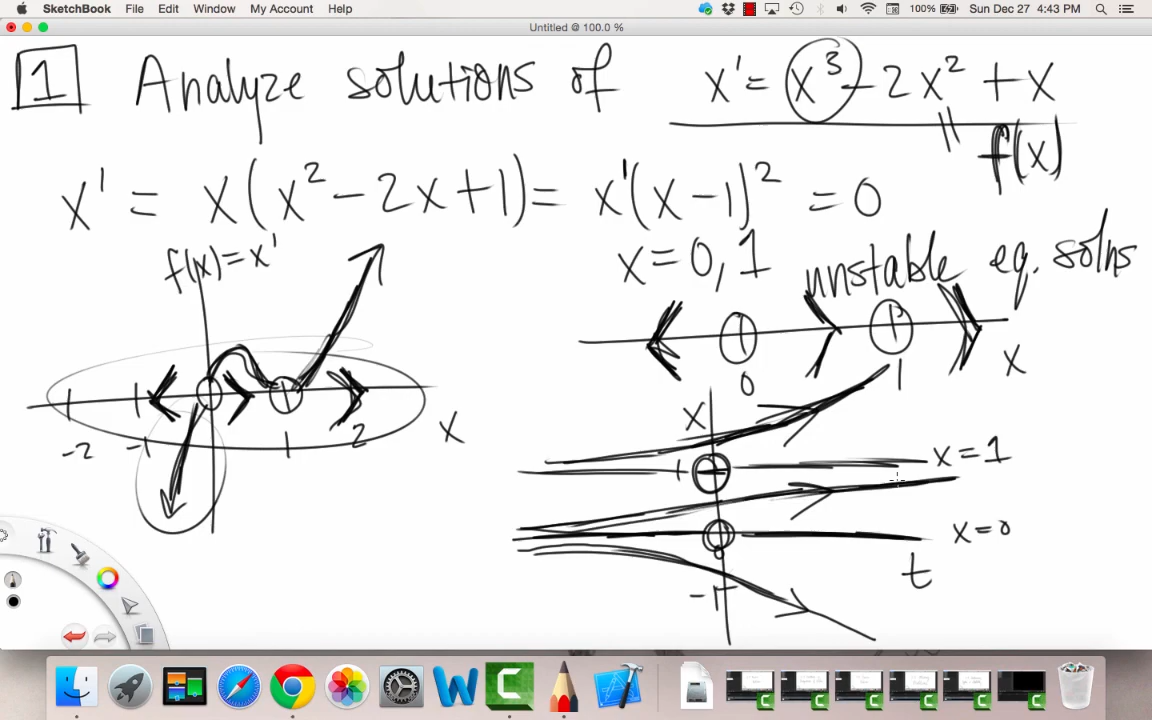 SketchBook File Edit Window My Account Help 100% Sun Dec 27 4:43 PM
Untitled @ 100.0 %
1 Analyze solutions of x' = x³ - 2x² + x
f(x)
x' = x(x² - 2x + 1) = x'(x - 1)² = 0
f(x) = x'
x = 0, 1 unstable eq. solns
0 1 x
-2 -1 1 2 x
x
1 x = 1
0 x = 0
t
-1
W C